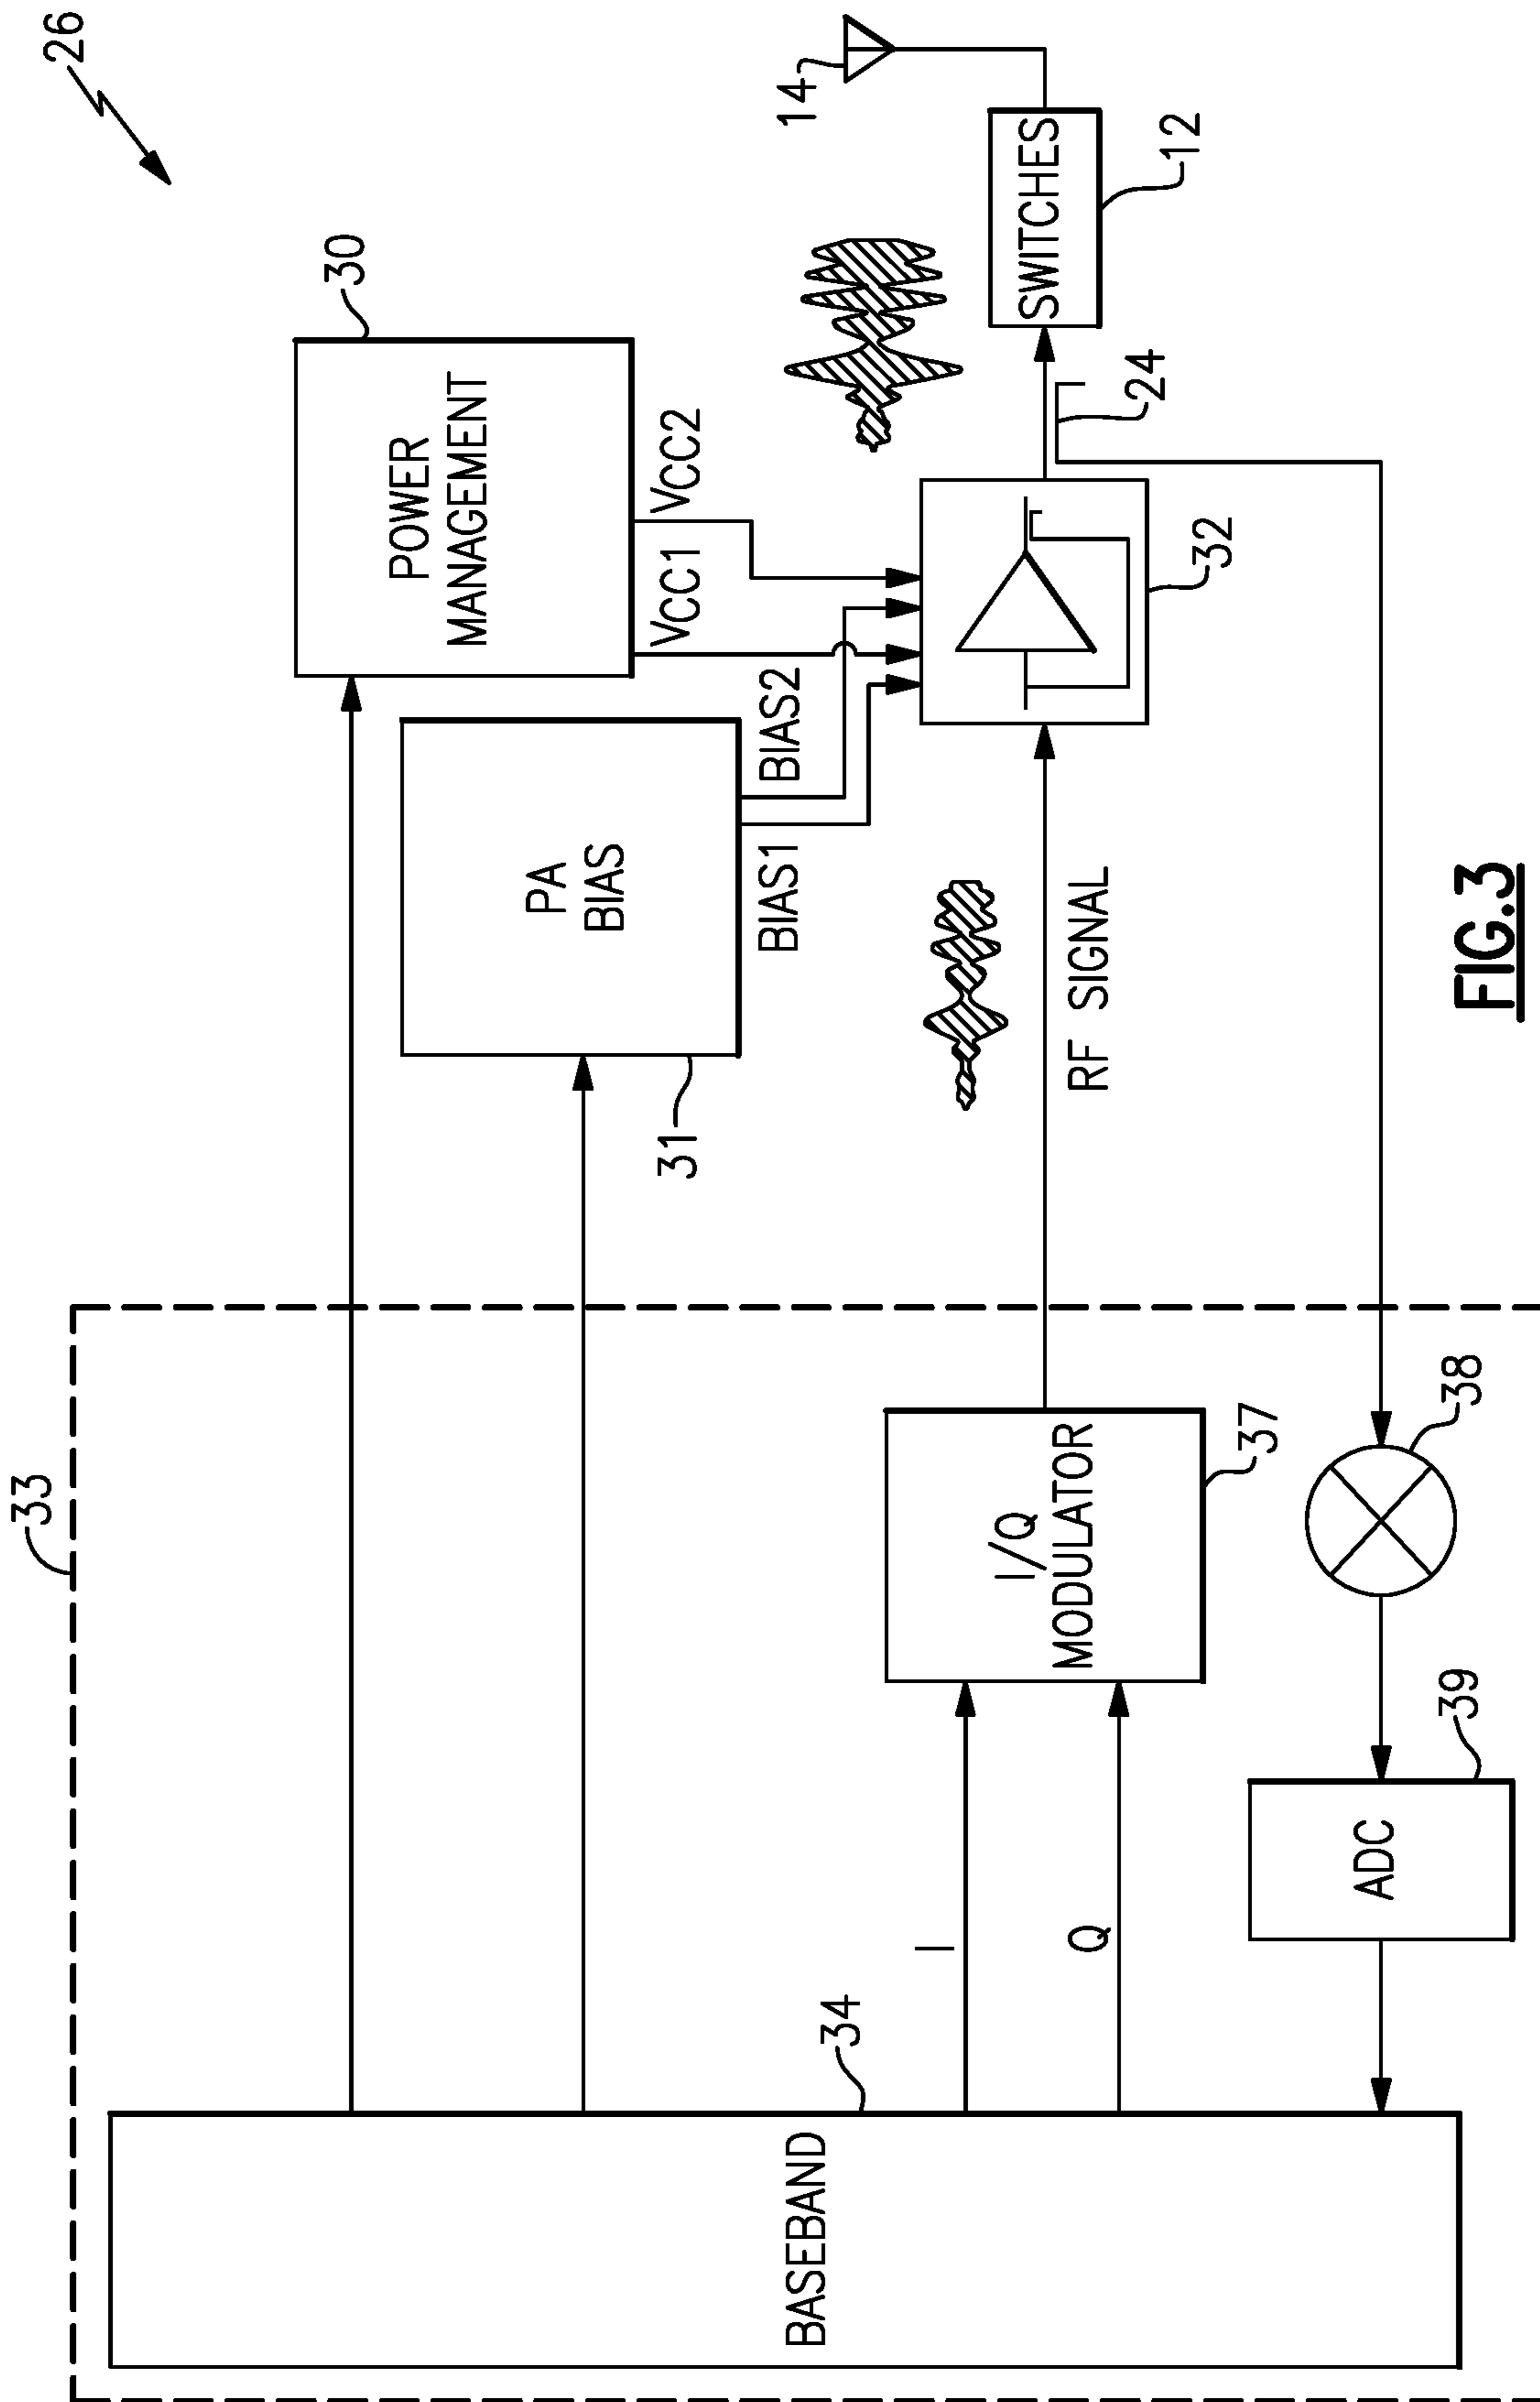 26
33
30
POWER
MANAGEMENT
VCC1
VCC2
PA
BIAS
31
BIAS1
BIAS2
14
SWITCHES
12
24
32
RF SIGNAL
I/Q
MODULATOR
37
I
Q
34
BASEBAND
38
39
ADC
FIG.3